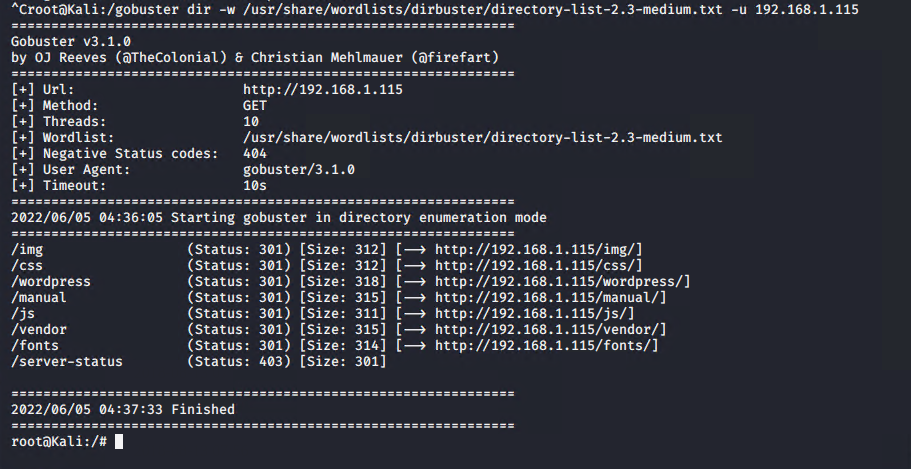 ^Croot@Kali:/gobuster dir -w /usr/share/wordlists/dirbuster/directory-list-2.3-medium.txt -u 192.168.1.115
===============================================================
Gobuster v3.1.0
by OJ Reeves (@TheColonial) & Christian Mehlmauer (@firefart)
===============================================================
[+] Url:                     http://192.168.1.115
[+] Method:                  GET
[+] Threads:                 10
[+] Wordlist:                /usr/share/wordlists/dirbuster/directory-list-2.3-medium.txt
[+] Negative Status codes:   404
[+] User Agent:              gobuster/3.1.0
[+] Timeout:                 10s
===============================================================
2022/06/05 04:36:05 Starting gobuster in directory enumeration mode
===============================================================
/img                  (Status: 301) [Size: 312] [--> http://192.168.1.115/img/]
/css                  (Status: 301) [Size: 312] [--> http://192.168.1.115/css/]
/wordpress            (Status: 301) [Size: 318] [--> http://192.168.1.115/wordpress/]
/manual               (Status: 301) [Size: 315] [--> http://192.168.1.115/manual/]
/js                   (Status: 301) [Size: 311] [--> http://192.168.1.115/js/]
/vendor               (Status: 301) [Size: 315] [--> http://192.168.1.115/vendor/]
/fonts                (Status: 301) [Size: 314] [--> http://192.168.1.115/fonts/]
/server-status        (Status: 403) [Size: 301]
===============================================================
2022/06/05 04:37:33 Finished
===============================================================
root@Kali:/#